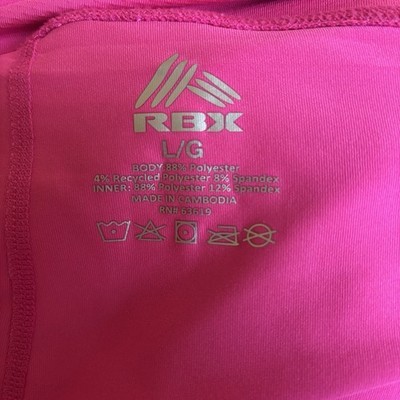 RBX
L/G
BODY 88% Polyester
4% Recycled Polyester 8% Spandex
INNER: 88% Polyester 12% Spandex
MADE IN CAMBODIA
RN# 63619